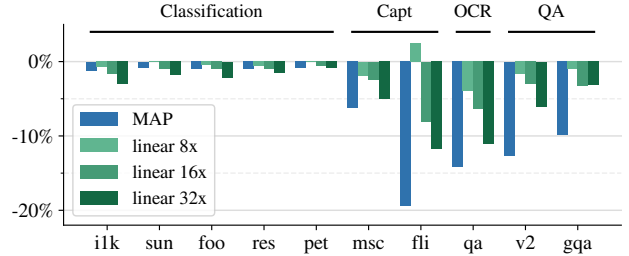 Classification Capt OCR QA
0%
-10%
-20%
MAP
linear 8x
linear 16x
linear 32x
i1k sun foo res pet msc fli qa v2 gqa